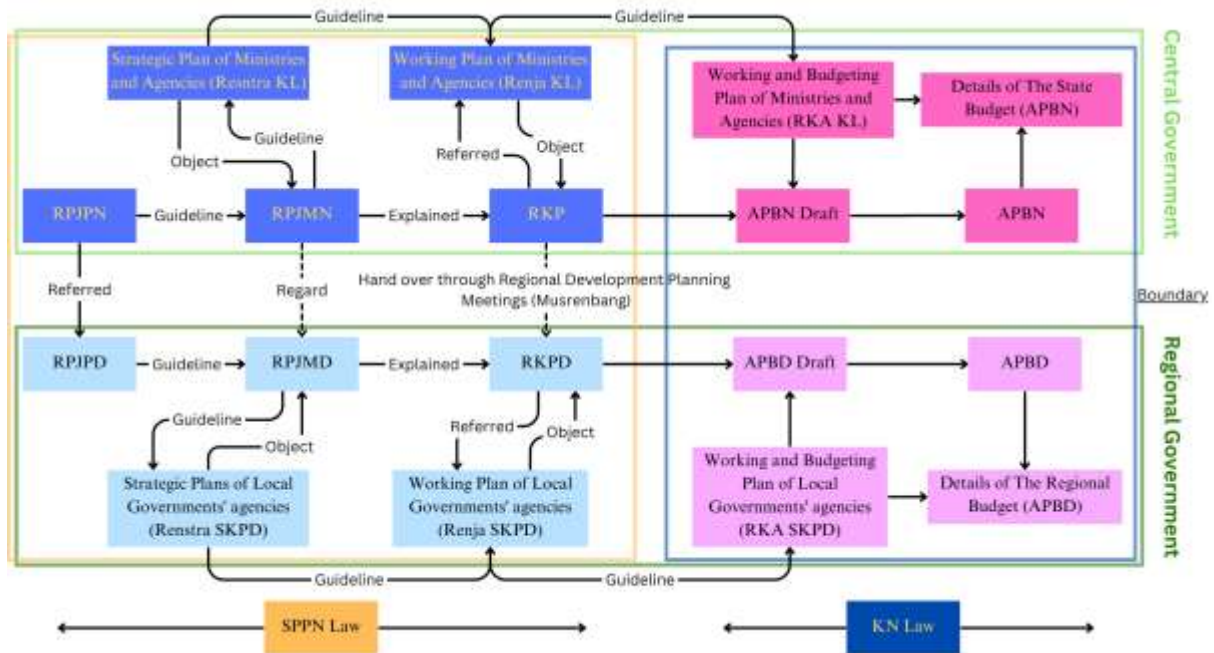 Guideline
Guideline
Strategic Plan of Ministries
and Agencies (Resntra KL)
Working Plan of Ministries
and Agencies (Renja KL)
Working and Budgeting
Plan of Ministries and
Agencies (RKA KL)
Details of The State
Budget (APBN)
Central Government
Guideline
Object
Referred
Object
RPJPN
Guideline
RPJMN
Explained
RKP
APBN Draft
APBN
Referred
Regard
Hand over through Regional Development Planning
Meetings (Musrenbang)
Boundary
RPJPD
Guideline
RPJMD
Explained
RKPD
APBD Draft
APBD
Regional Government
Guideline
Object
Referred
Object
Strategic Plans of Local
Governments' agencies
(Renstra SKPD)
Working Plan of Local
Governments' agencies
(Renja SKPD)
Working and Budgeting
Plan of Local
Governments' agencies
(RKA SKPD)
Details of The Regional
Budget (APBD)
Guideline
Guideline
SPPN Law
KN Law